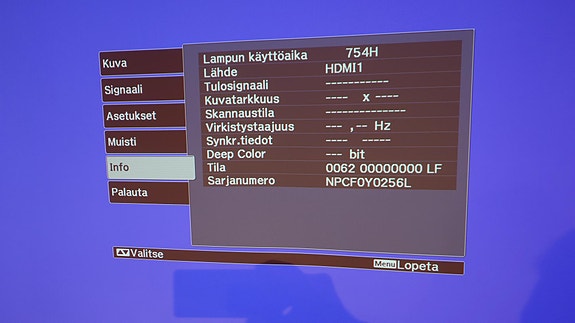 Kuva
Signaali
Asetukset
Muisti
Info
Palauta
Lampun käyttöaika 754H
Lähde HDMI1
Tulosignaali -----------
Kuvatarkkuus ---- x ----
Skannaustila --------------
Virkistystaajuus --- ,-- Hz
Synkr.tiedot ---- -----
Deep Color --- bit
Tila 0062 00000000 LF
Sarjanumero NPCF0Y0256L
▲▼Valitse
Menu Lopeta